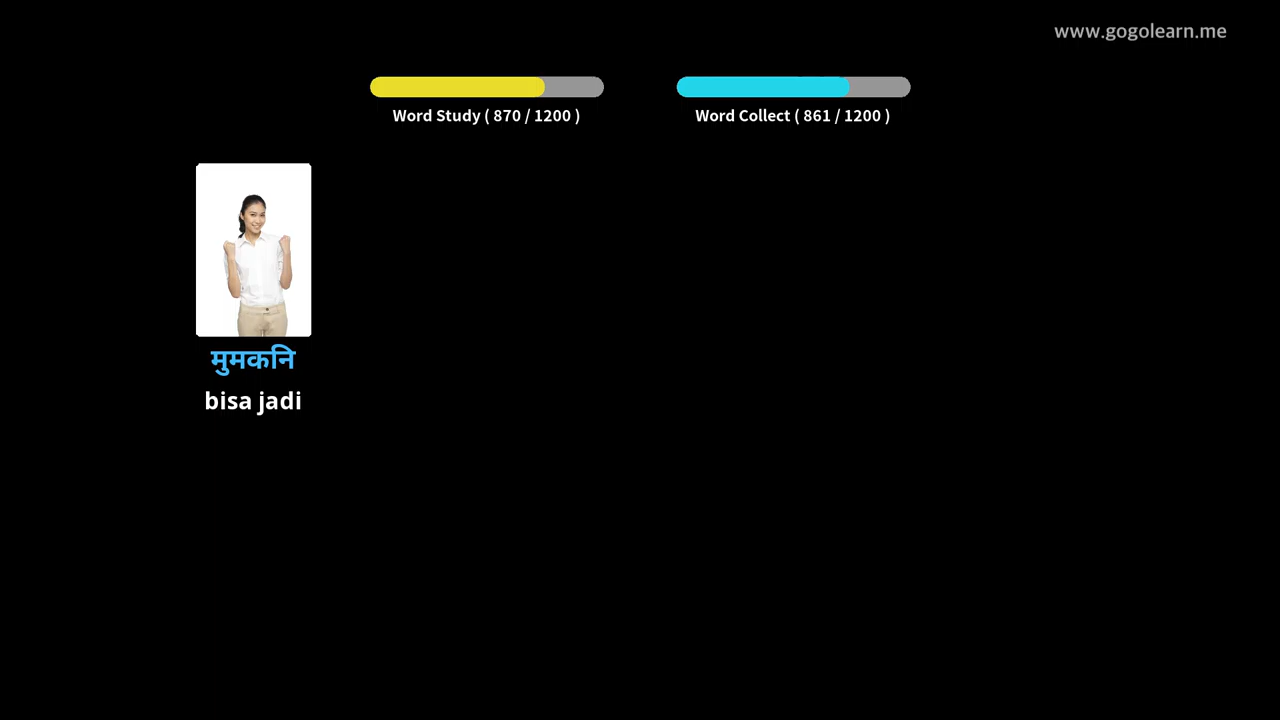 www.gogolearn.me
Word Study ( 870 / 1200 )
Word Collect ( 861 / 1200 )
मुमकनि
bisa jadi